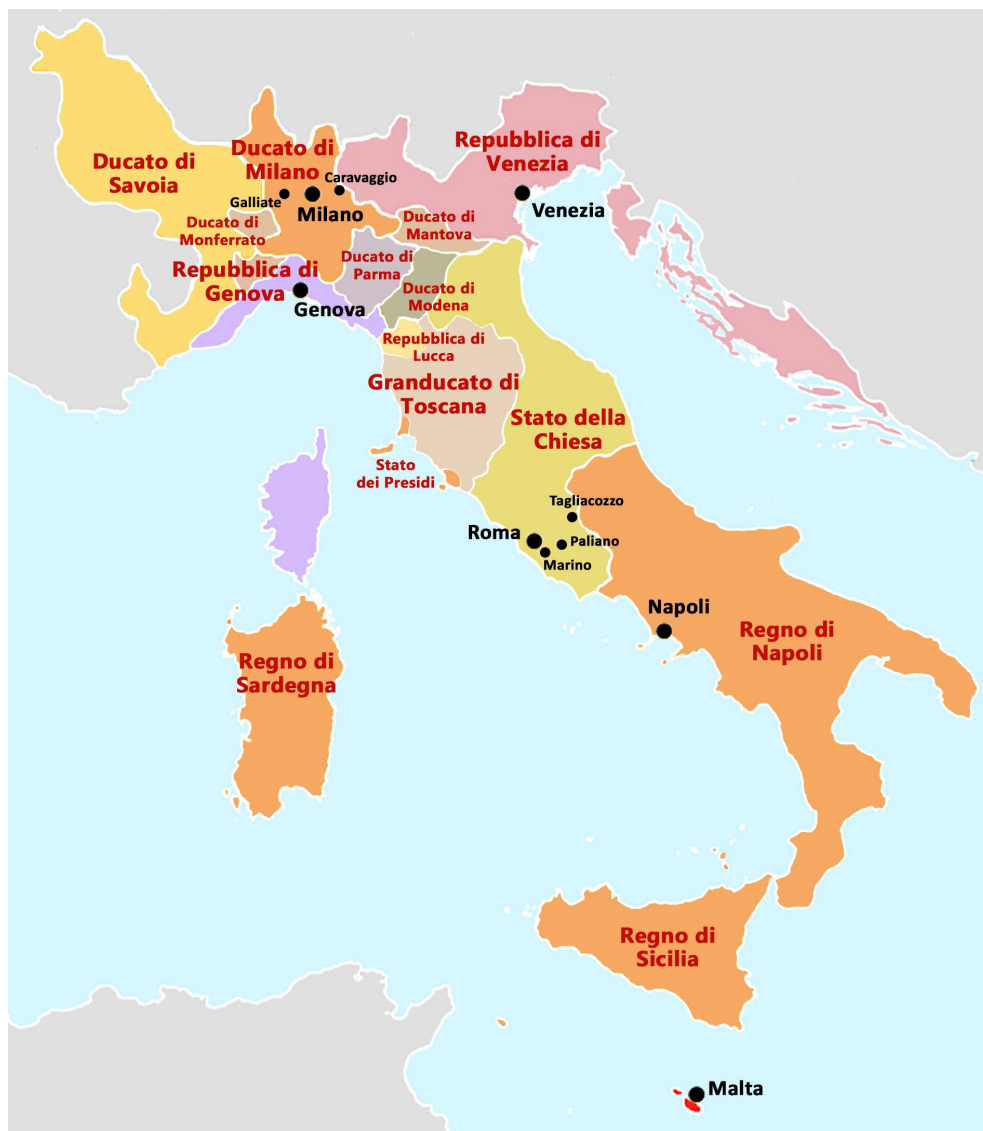 Repubblica di
Venezia
Ducato di
Milano
Ducato di
Savoia
Caravaggio
Galliate
Milano
Venezia
Ducato di
Monferrato
Ducato di
Mantova
Ducato di
Parma
Repubblica di
Genova
Ducato di
Modena
Genova
Repubblica di
Lucca
Granducato di
Toscana
Stato della
Chiesa
Stato
dei Presidi
Tagliacozzo
Roma
Paliano
Marino
Napoli
Regno di
Napoli
Regno di
Sardegna
Regno di
Sicilia
Malta